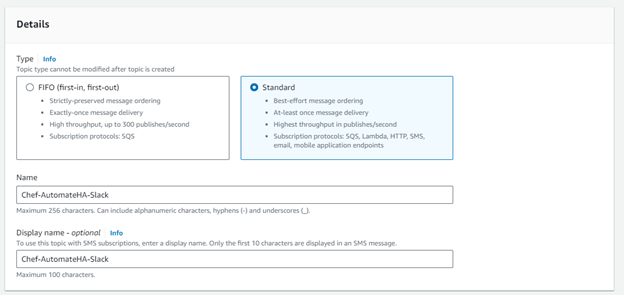 Details
Type Info
Topic type cannot be modified after topic is created
FIFO (first-in, first-out)
Strictly-preserved message ordering
Exactly-once message delivery
High throughput, up to 300 publishes/second
Subscription protocols: SQS
Standard
Best-effort message ordering
At-least once message delivery
Highest throughput in publishes/second
Subscription protocols: SQS, Lambda, HTTP, SMS,
email, mobile application endpoints
Name
Chef-AutomateHA-Slack
Maximum 256 characters. Can include alphanumeric characters, hyphens (-) and underscores (_).
Display name - optional Info
To use this topic with SMS subscriptions, enter a display name. Only the first 10 characters are displayed in an SMS message.
Chef-AutomateHA-Slack
Maximum 100 characters.